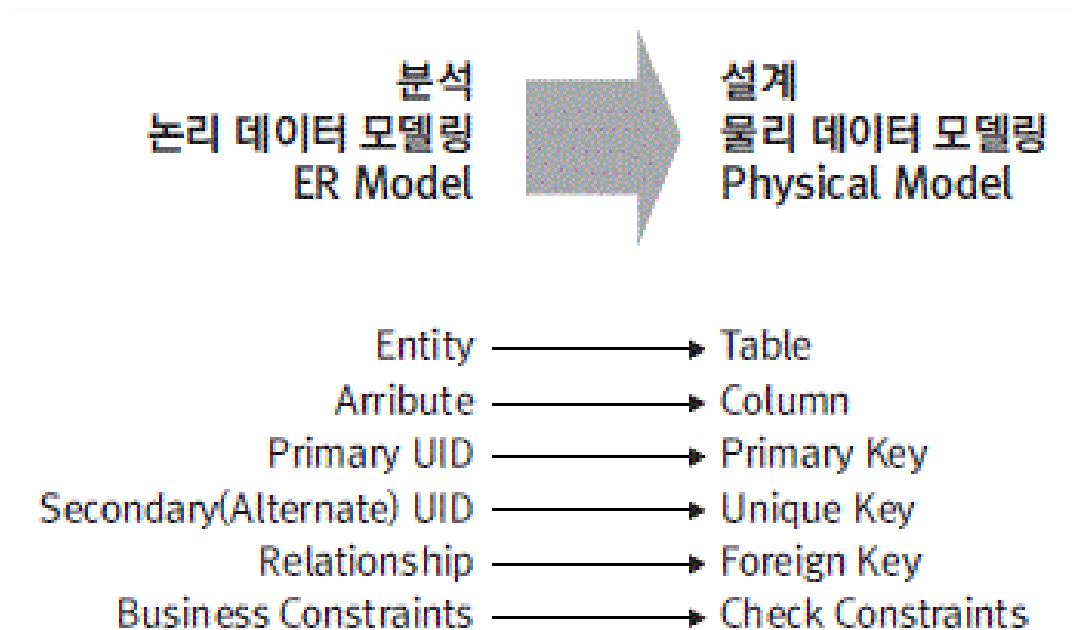 분석
논리 데이터 모델링
ER Model
설계
물리 데이터 모델링
Physical Model
Entity Table
Arribute Column
Primary UID Primary Key
Secondary(Alternate) UID Unique Key
Relationship Foreign Key
Business Constraints Check Constraints